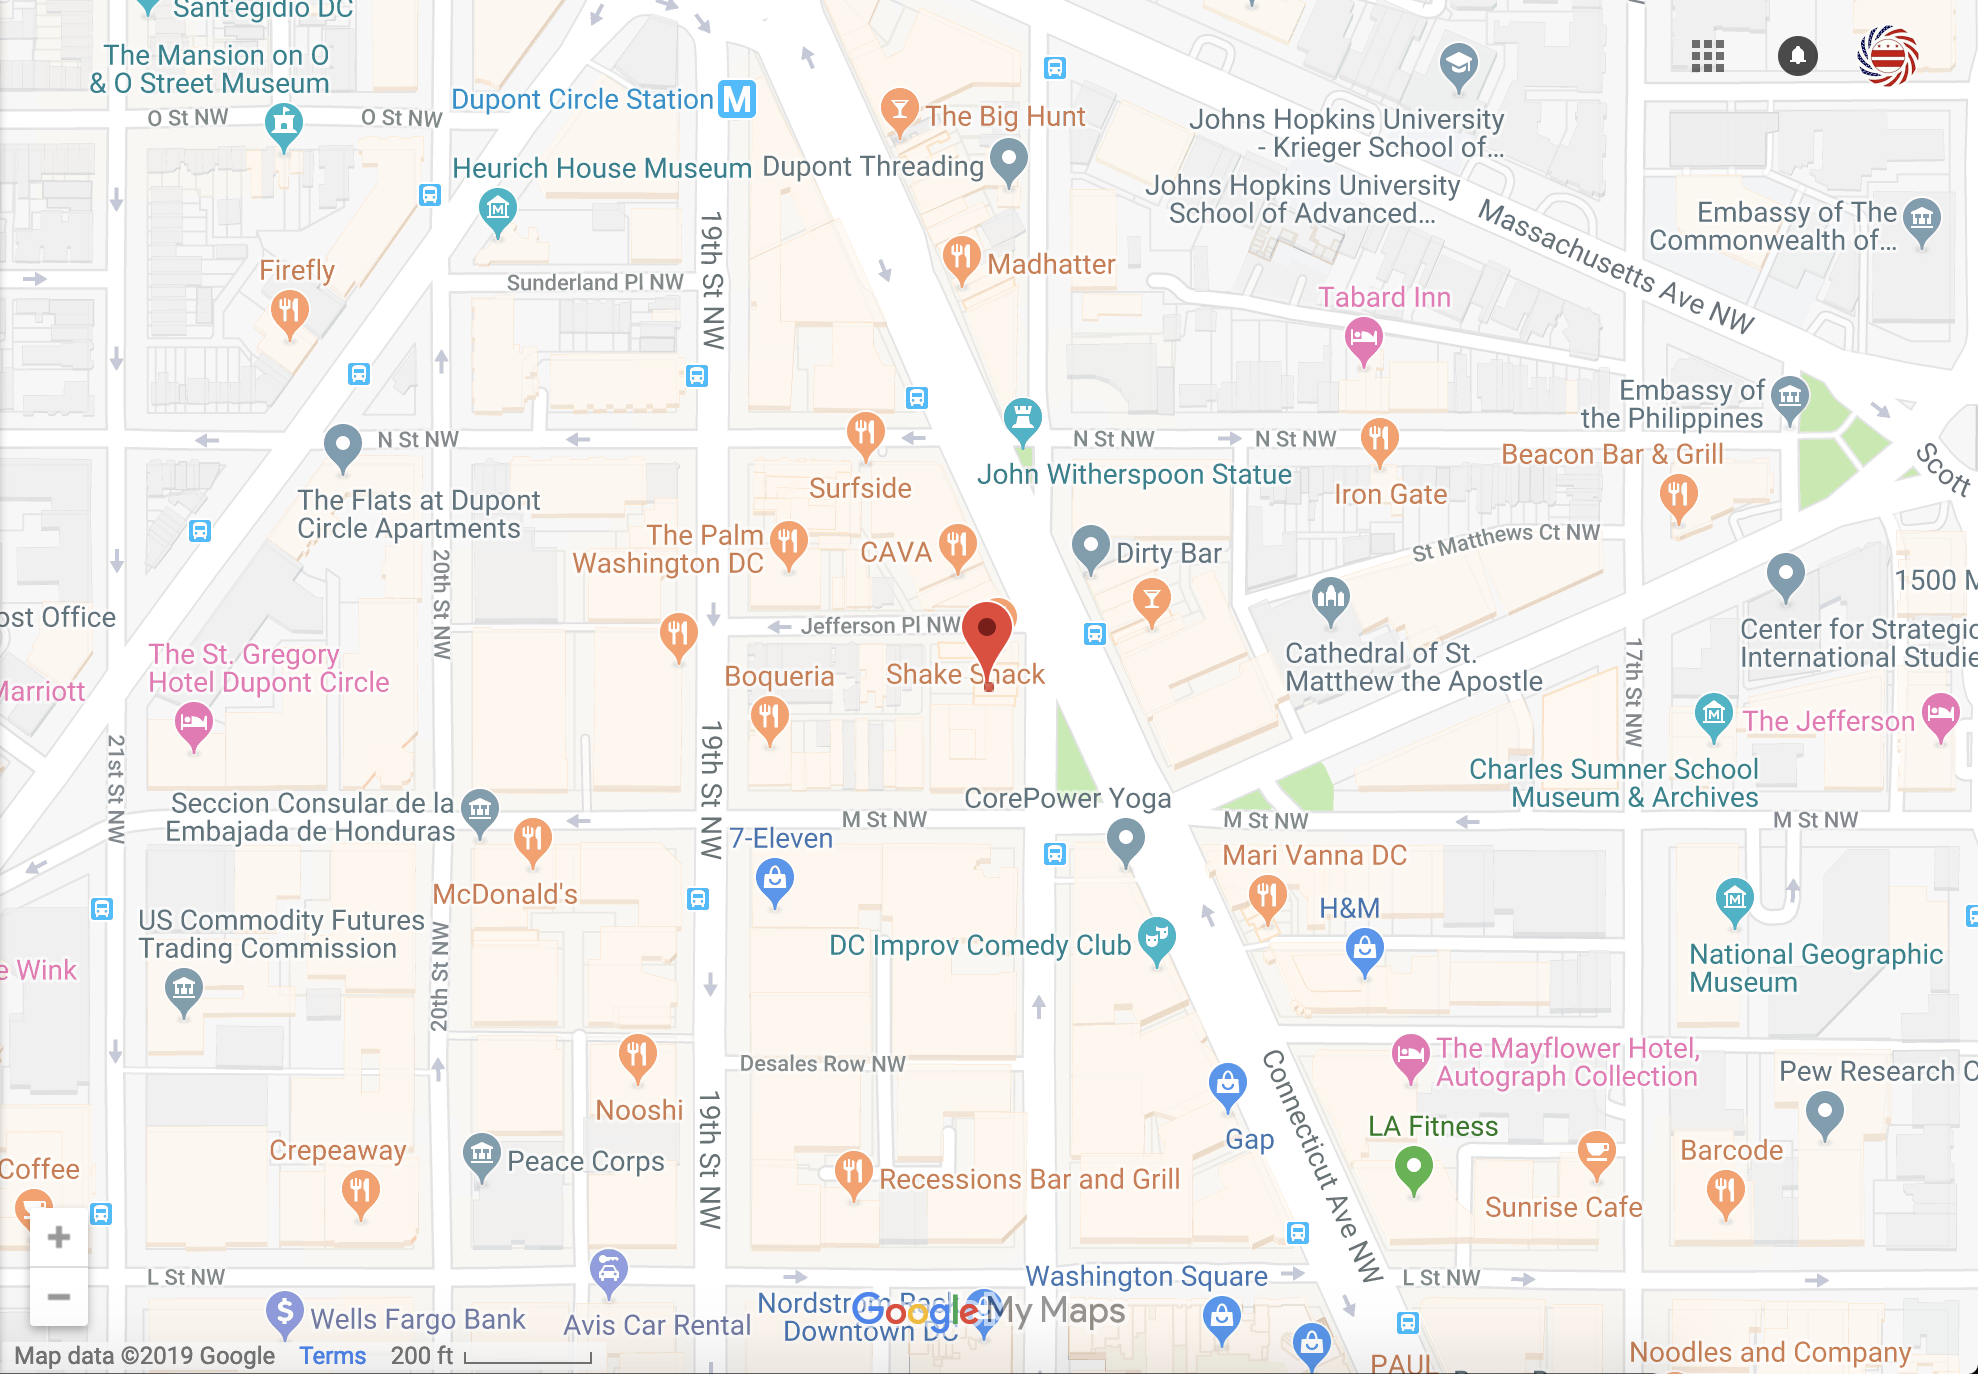 Sant'egidio DC
The Mansion on O
& O Street Museum
O St NW
O St NW
Dupont Circle Station
M
The Big Hunt
Dupont Threading
Heurich House Museum
Johns Hopkins University
- Krieger School of...
Johns Hopkins University
School of Advanced...
Massachusetts Ave NW
Embassy of The
Commonwealth of...
Firefly
Sunderland Pl NW
19th St NW
Madhatter
Tabard Inn
Embassy of
the Philippines
N St NW
N St NW
N St NW
John Witherspoon Statue
Surfside
Iron Gate
Beacon Bar & Grill
Scott
The Flats at Dupont
Circle Apartments
The Palm
Washington DC
CAVA
Dirty Bar
St Matthews Ct NW
20th St NW
1500 M
ost Office
Jefferson Pl NW
Shake Shack
Boqueria
Cathedral of St.
Matthew the Apostle
Center for Strategic
International Studie
17th St NW
The St. Gregory
Hotel Dupont Circle
Marriott
The Jefferson
21st St NW
19th St NW
Charles Sumner School
Museum & Archives
Seccion Consular de la
Embajada de Honduras
CorePower Yoga
M St NW
M St NW
M St NW
7-Eleven
McDonald's
Mari Vanna DC
H&M
US Commodity Futures
Trading Commission
DC Improv Comedy Club
National Geographic
Museum
e Wink
20th St NW
Desales Row NW
Nooshi
The Mayflower Hotel,
Autograph Collection
Pew Research C
Connecticut Ave NW
Gap
LA Fitness
19th St NW
Crepeaway
Peace Corps
Recessions Bar and Grill
Barcode
Coffee
Sunrise Cafe
L St NW
L St NW
Washington Square
Wells Fargo Bank
Avis Car Rental
Nordstrom Rack
Downtown DC
Google My Maps
PAUL
Noodles and Company
Map data ©2019 Google
Terms
200 ft